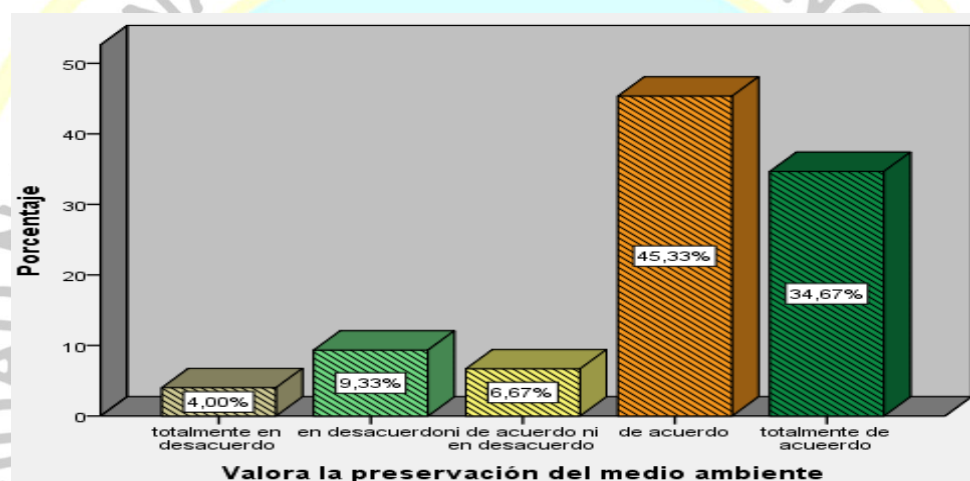 50
40
30
20
10
0
Porcentaje
4,00%
9,33%
6,67%
45,33%
34,67%
totalmente en
desacuerdo
en desacuerdo
ni de acuerdo ni
en desacuerdo
de acuerdo
totalmente de
acueerdo
Valora la preservación del medio ambiente